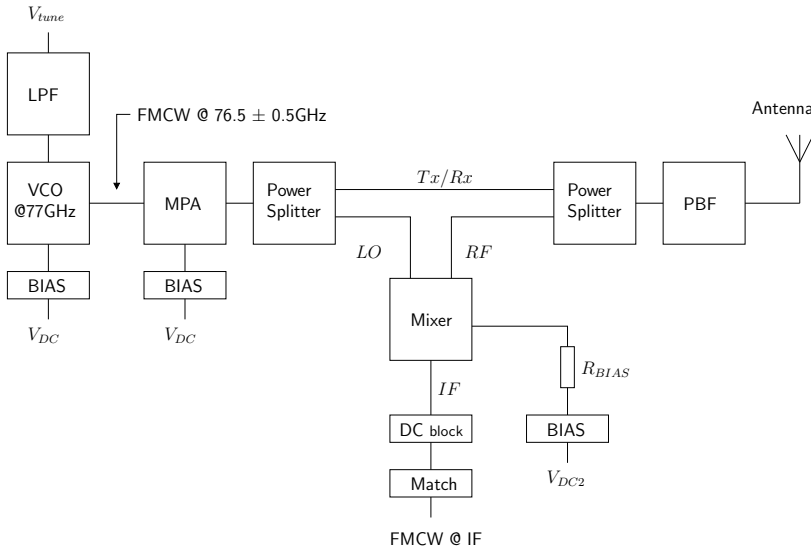 V_tune
LPF
FMCW @ 76.5 ± 0.5GHz
Antenna
VCO
@77GHz
MPA
Power
Splitter
Tx/Rx
Power
Splitter
PBF
LO
RF
BIAS
BIAS
V_DC
V_DC
Mixer
R_BIAS
IF
DC block
BIAS
Match
V_DC2
FMCW @ IF